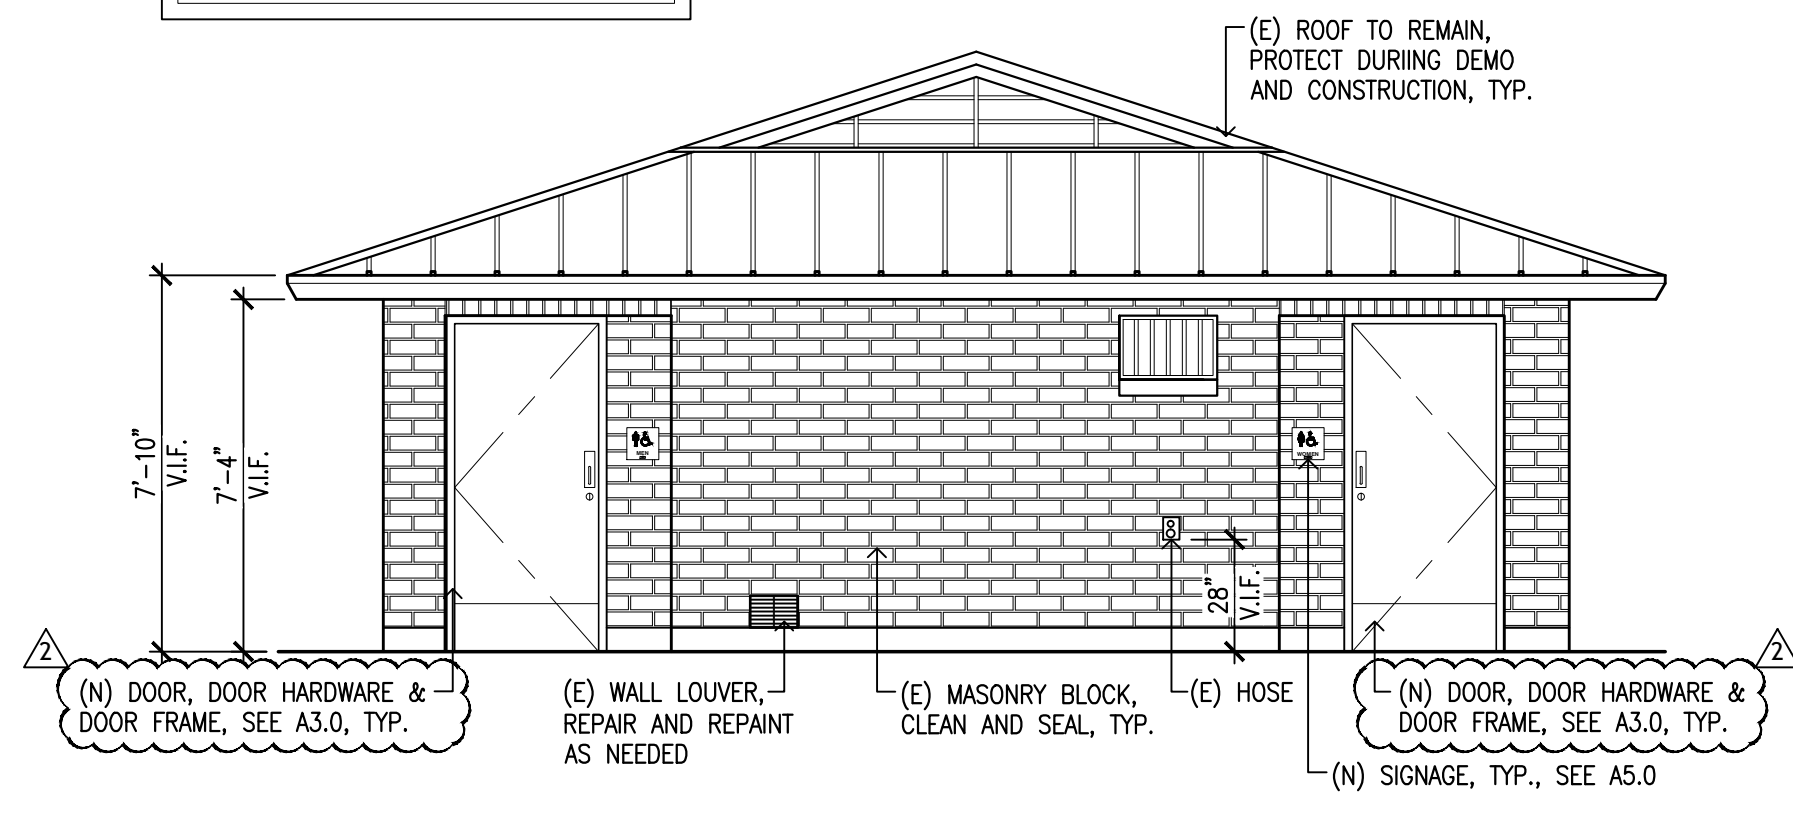 (E) ROOF TO REMAIN,
PROTECT DURIING DEMO
AND CONSTRUCTION, TYP.
7'-10"
V.I.F.
7'-4"
V.I.F.
MEN
WOMEN
28"
V.I.F.
2
(N) DOOR, DOOR HARDWARE &
DOOR FRAME, SEE A3.0, TYP.
(E) WALL LOUVER,
REPAIR AND REPAINT
AS NEEDED
(E) MASONRY BLOCK,
CLEAN AND SEAL, TYP.
(E) HOSE
2
(N) DOOR, DOOR HARDWARE &
DOOR FRAME, SEE A3.0, TYP.
(N) SIGNAGE, TYP., SEE A5.0